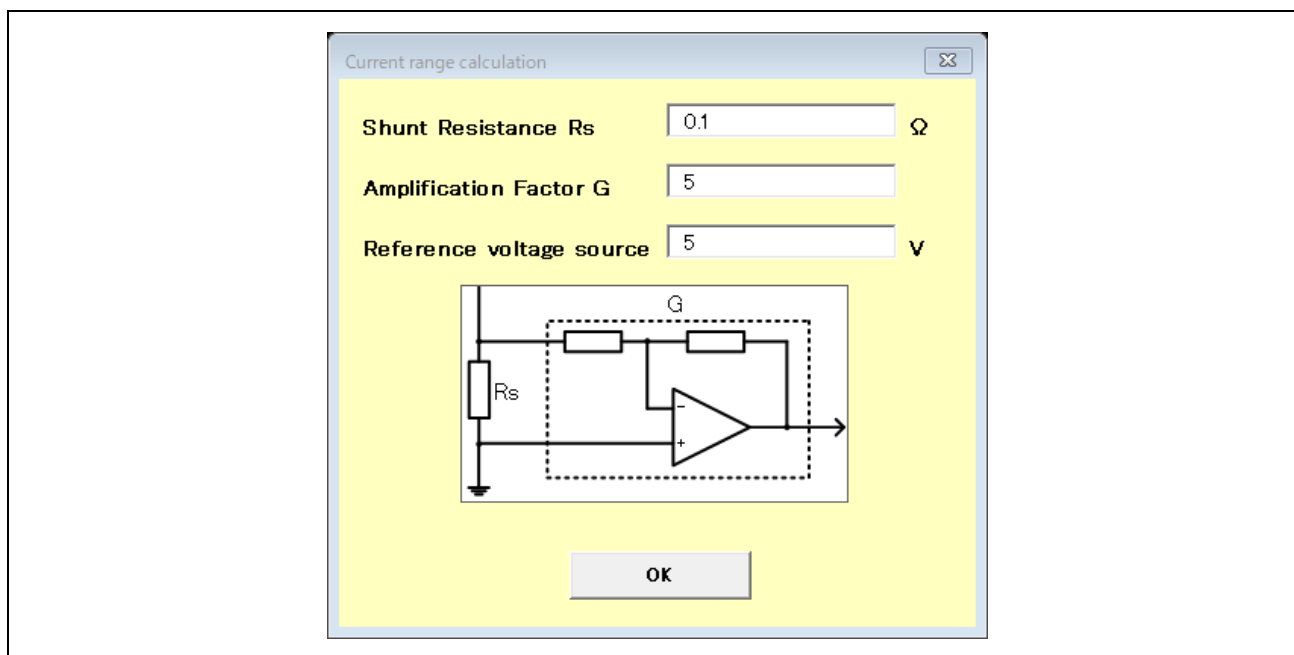 Current range calculation
Shunt Resistance Rs 0.1 Ω
Amplification Factor G 5
Reference voltage source 5 V
G
Rs
-
+
OK